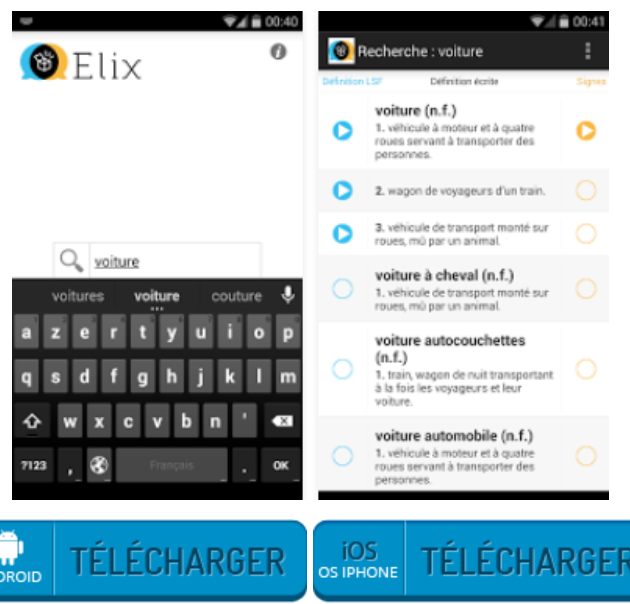 00:40
Elix
voiture
voitures voiture couture
a z e r t y u i o p
q s d f g h j k l m
w x c v b n '
?123 , Français . OK
00:41
Recherche : voiture
Définition LSF Définition écrite Signes
voiture (n.f.)
1. véhicule à moteur et à quatre
roues servant à transporter des
personnes.
2. wagon de voyageurs d'un train.
3. véhicule de transport monté sur
roues, mû par un animal.
voiture à cheval (n.f.)
1. véhicule de transport monté sur
roues, mû par un animal.
voiture autocouchettes
(n.f.)
1. train, wagon de nuit transportant
à la fois les voyageurs et leur
voiture.
voiture automobile (n.f.)
1. véhicule à moteur et à quatre
roues servant à transporter des
personnes.
DROID
TÉLÉCHARGER
iOS
OS IPHONE
TÉLÉCHARGER